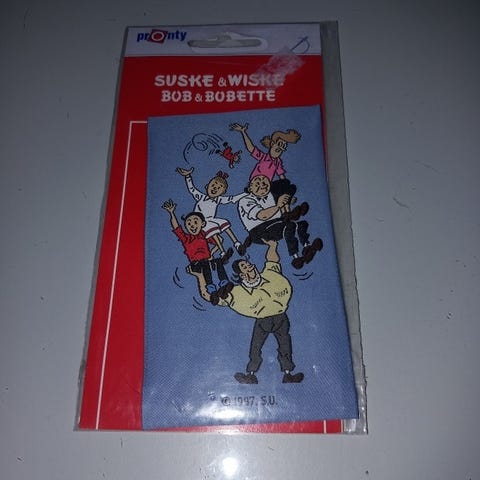 pronty
SUSKE & WISKE
BOB & BOBETTE
© 1997, S.U.